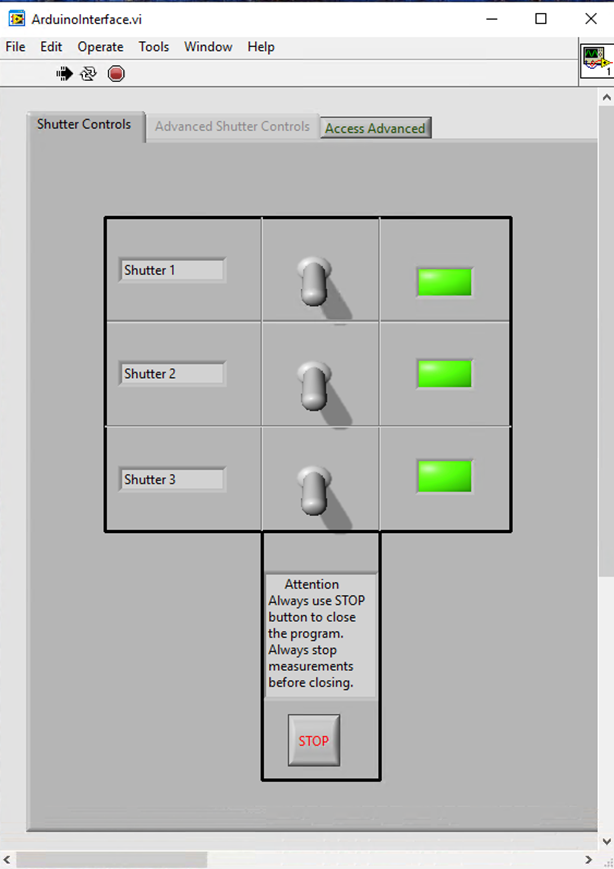 ArduinoInterface.vi
File Edit Operate Tools Window Help
1
Shutter Controls Advanced Shutter Controls Access Advanced
Shutter 1
Shutter 2
Shutter 3
Attention
Always use STOP
button to close
the program.
Always stop
measurements
before closing.
STOP